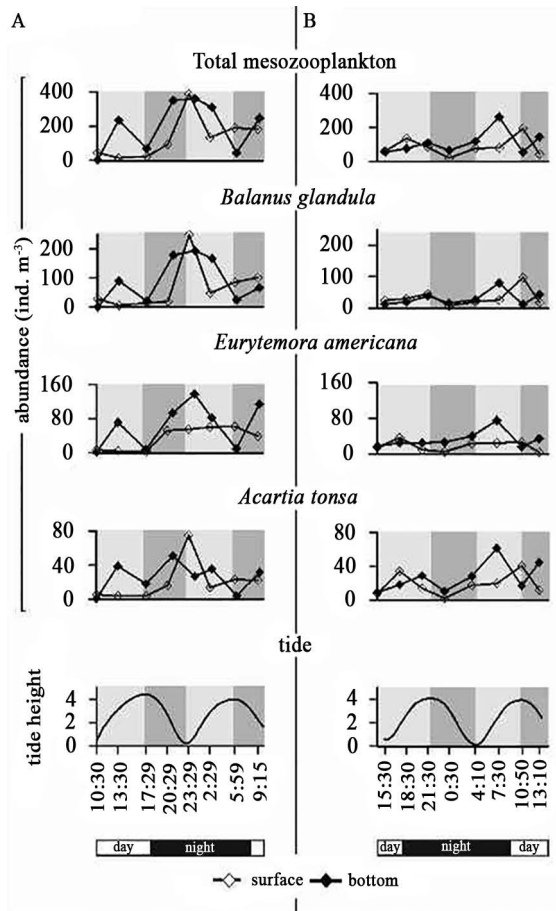 A
B
Total mesozooplankton
400
200
0
400
200
0
Balanus glandula
200
100
0
200
100
0
Eurytemora americana
160
80
0
160
80
0
Acartia tonsa
80
40
0
80
40
0
abundance (ind. m-³)
tide
tide height
4
2
0
4
2
0
10:30
13:30
17:29
20:29
23:29
2:29
5:59
9:15
15:30
18:30
21:30
0:30
4:10
7:30
10:50
13:10
day
night
day
night
day
surface
bottom